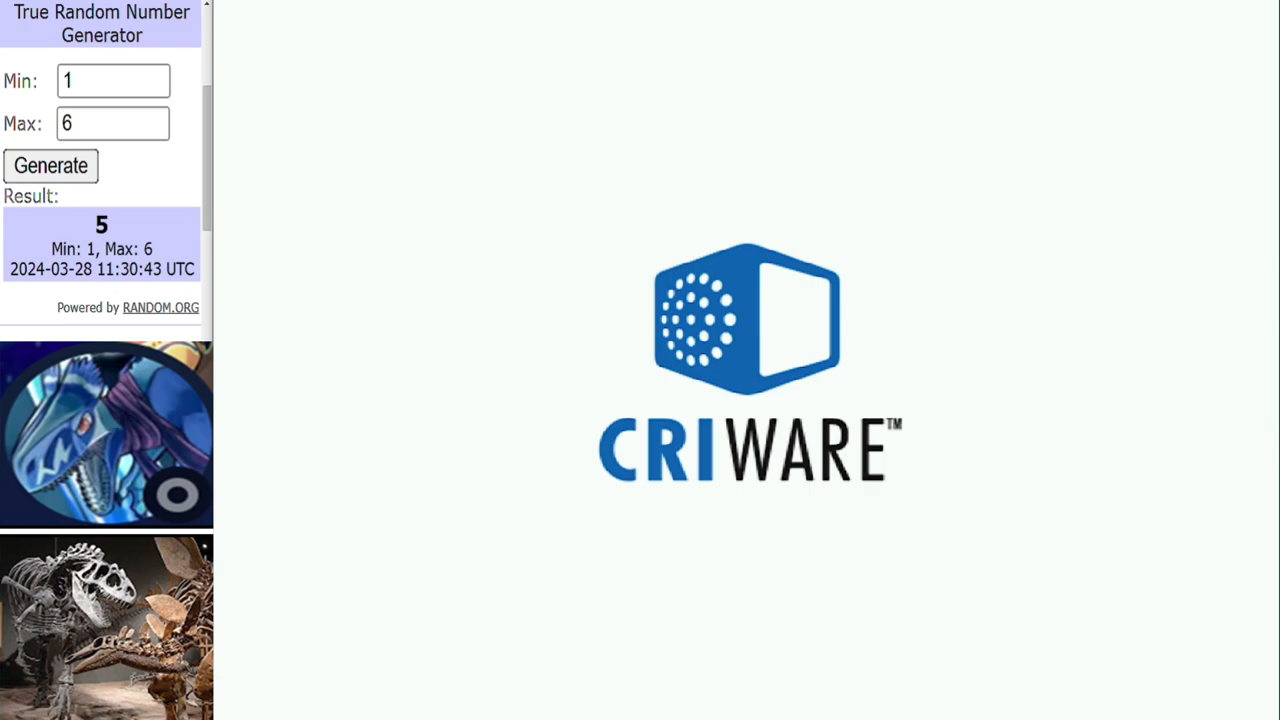 True Random Number
Generator
Min: 1
Max: 6
Generate
Result:
5
Min: 1, Max: 6
2024-03-28 11:30:43 UTC
Powered by RANDOM.ORG
CRIWARE™